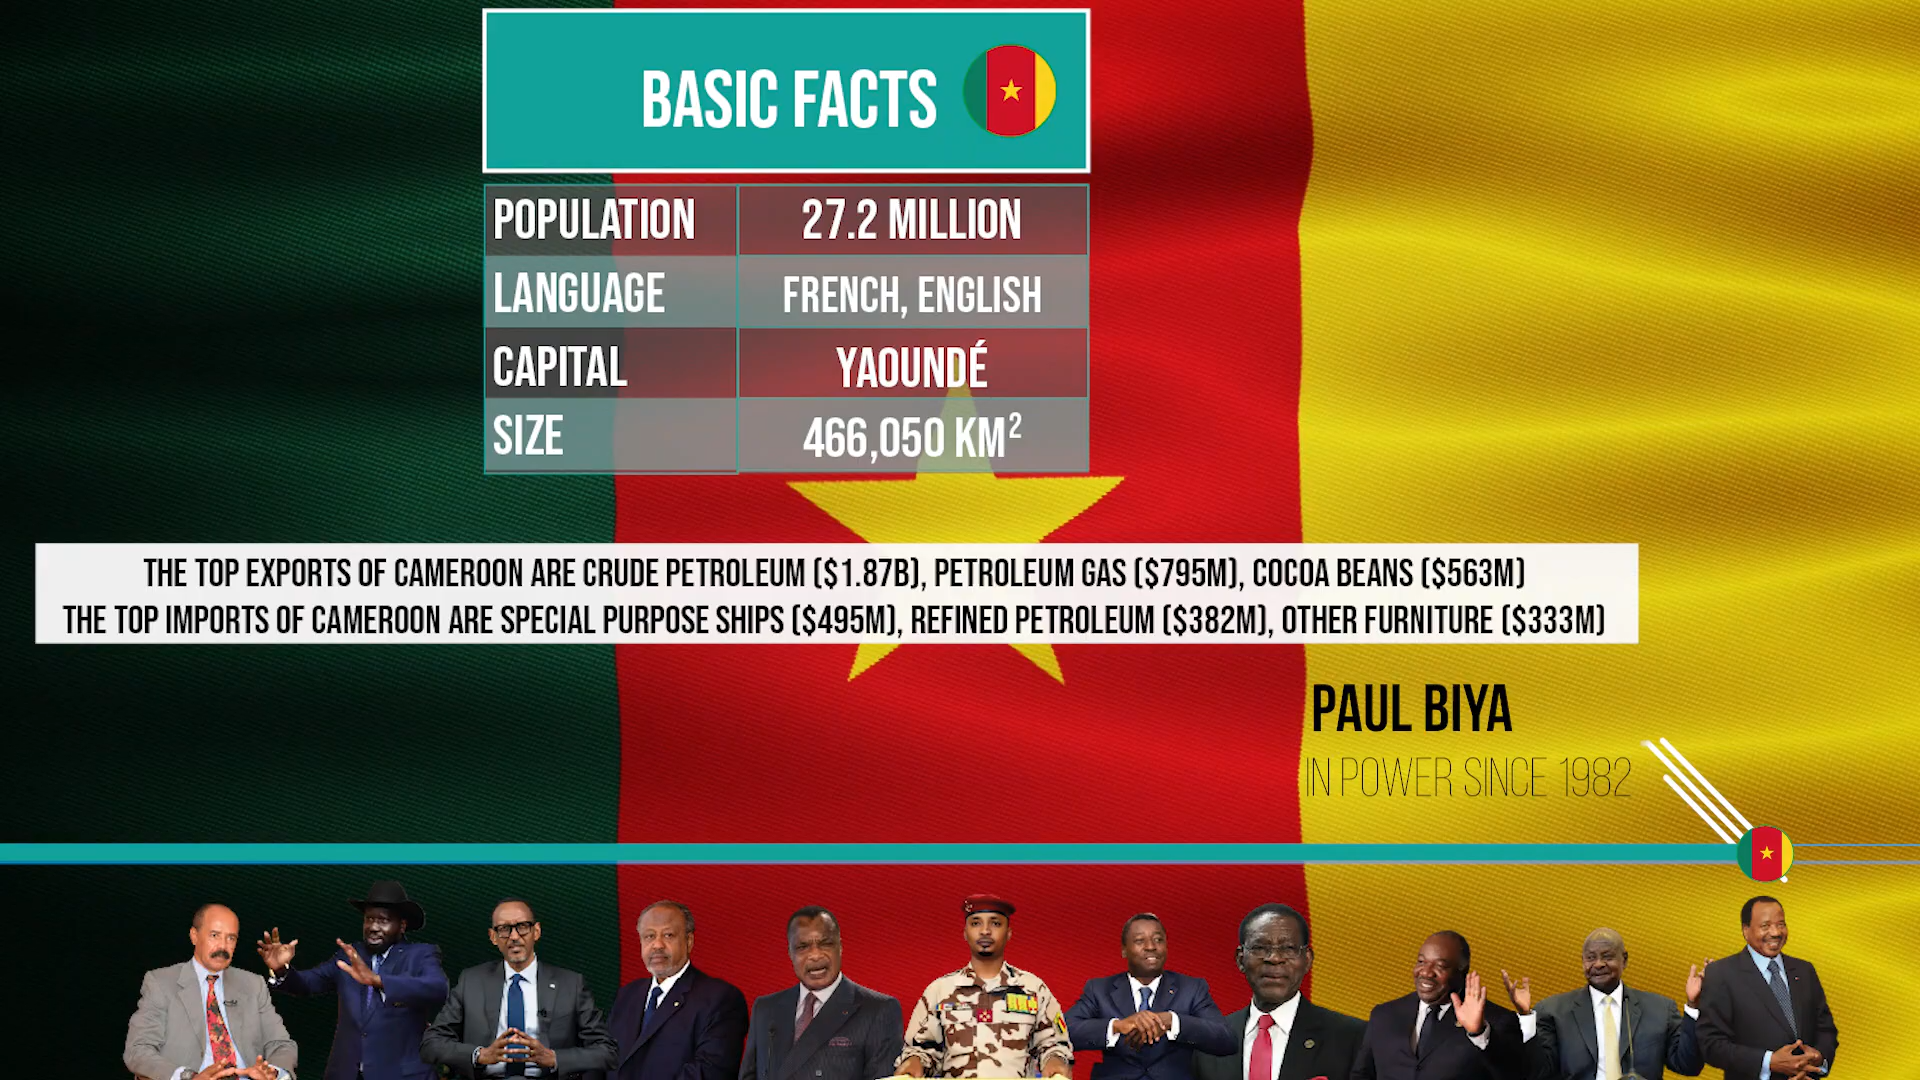 BASIC FACTS
POPULATION 27.2 MILLION
LANGUAGE FRENCH, ENGLISH
CAPITAL YAOUNDÉ
SIZE 466,050 KM²
THE TOP EXPORTS OF CAMEROON ARE CRUDE PETROLEUM ($1.87B), PETROLEUM GAS ($795M), COCOA BEANS ($563M)
THE TOP IMPORTS OF CAMEROON ARE SPECIAL PURPOSE SHIPS ($495M), REFINED PETROLEUM ($382M), OTHER FURNITURE ($333M)
PAUL BIYA
IN POWER SINCE 1982